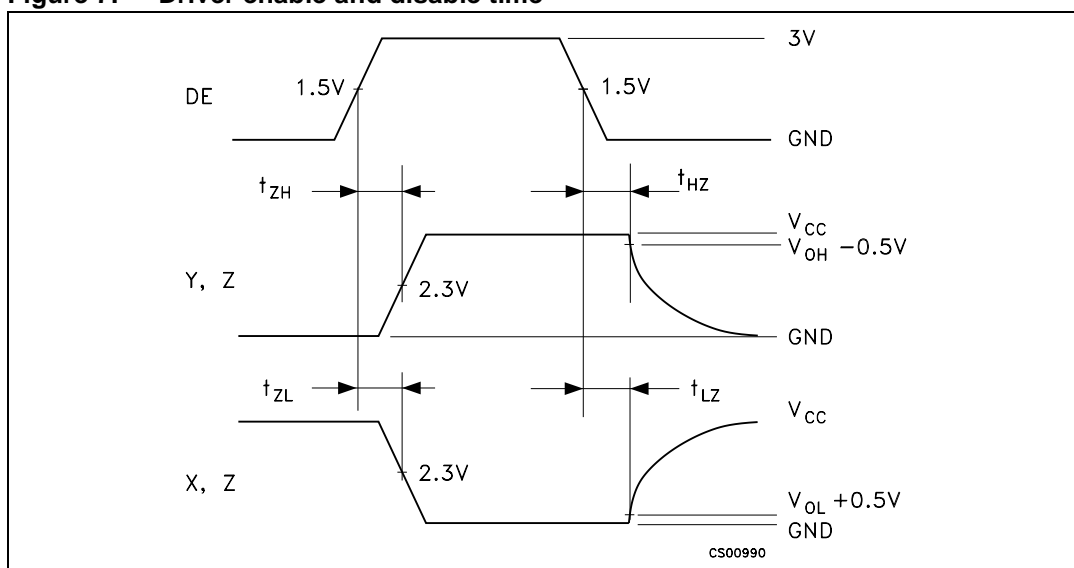 Figure 7. Driver enable and disable time
3V
1.5V
1.5V
DE
GND
tZH
tHZ
VCC
VOH -0.5V
Y, Z
2.3V
GND
tZL
tLZ
VCC
2.3V
X, Z
VOL +0.5V
GND
CS00990